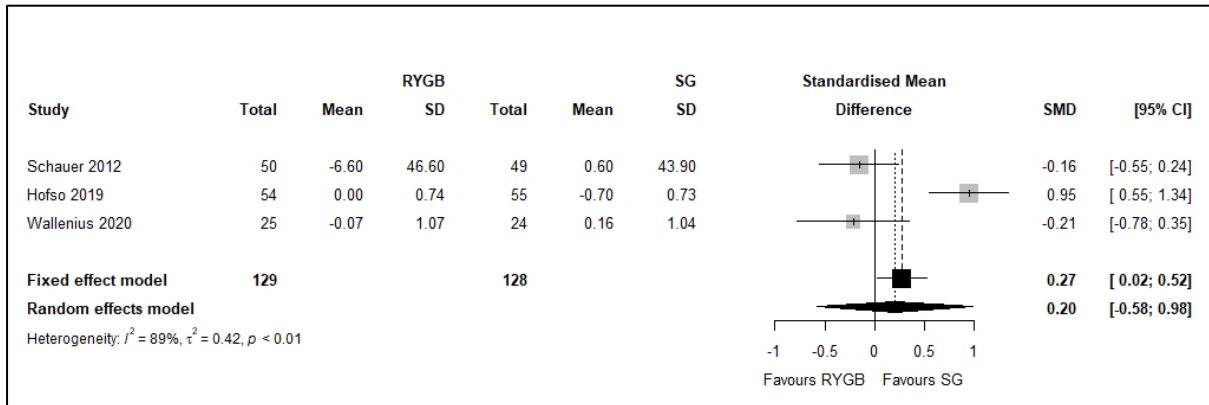 RYGB SG Standardised Mean
Study Total Mean SD Total Mean SD Difference SMD [95% CI]
Schauer 2012 50 -6.60 46.60 49 0.60 43.90 -0.16 [-0.55; 0.24]
Hofso 2019 54 0.00 0.74 55 -0.70 0.73 0.95 [ 0.55; 1.34]
Wallenius 2020 25 -0.07 1.07 24 0.16 1.04 -0.21 [-0.78; 0.35]
Fixed effect model 129 128 0.27 [ 0.02; 0.52]
Random effects model 0.20 [-0.58; 0.98]
Heterogeneity: I² = 89%, τ² = 0.42, p < 0.01
-1 -0.5 0 0.5 1
Favours RYGB Favours SG